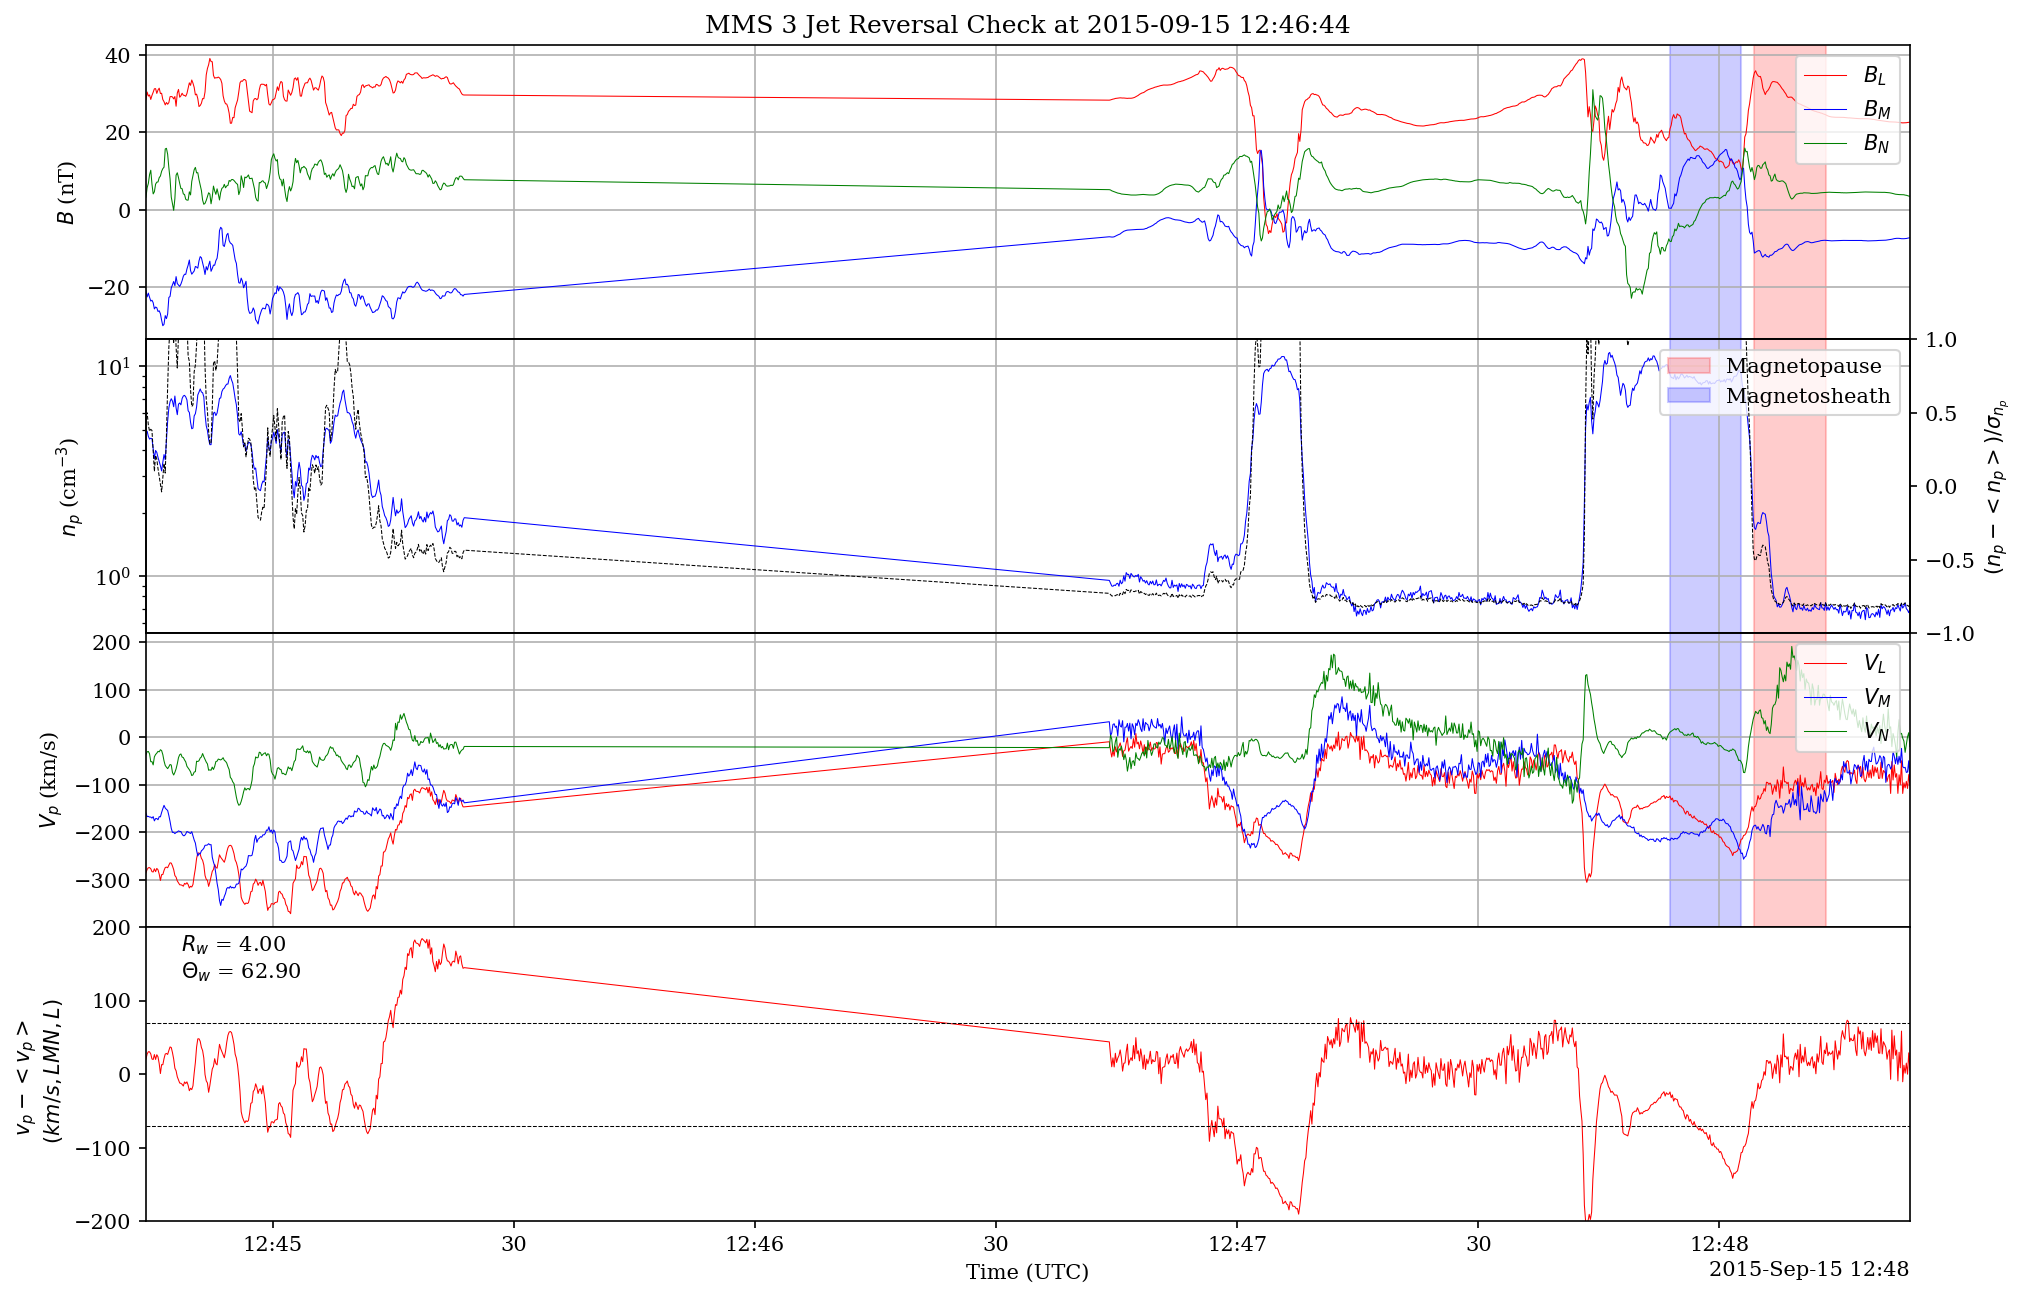 MMS 3 Jet Reversal Check at 2015-09-15 12:46:44
40
20
0
−20
B (nT)
B_L
B_M
B_N
10^1
10^0
n_p (cm^−3)
Magnetopause
Magnetosheath
1.0
0.5
0.0
−0.5
−1.0
(n_p − < n_p >)/σ_{n_p}
200
100
0
−100
−200
−300
V_p (km/s)
V_L
V_M
V_N
R_w = 4.00
Θ_w = 62.90
200
100
0
−100
−200
v_p − < v_p >
(km/s, LMN, L)
12:45 30 12:46 30 12:47 30 12:48
Time (UTC)
2015-Sep-15 12:48